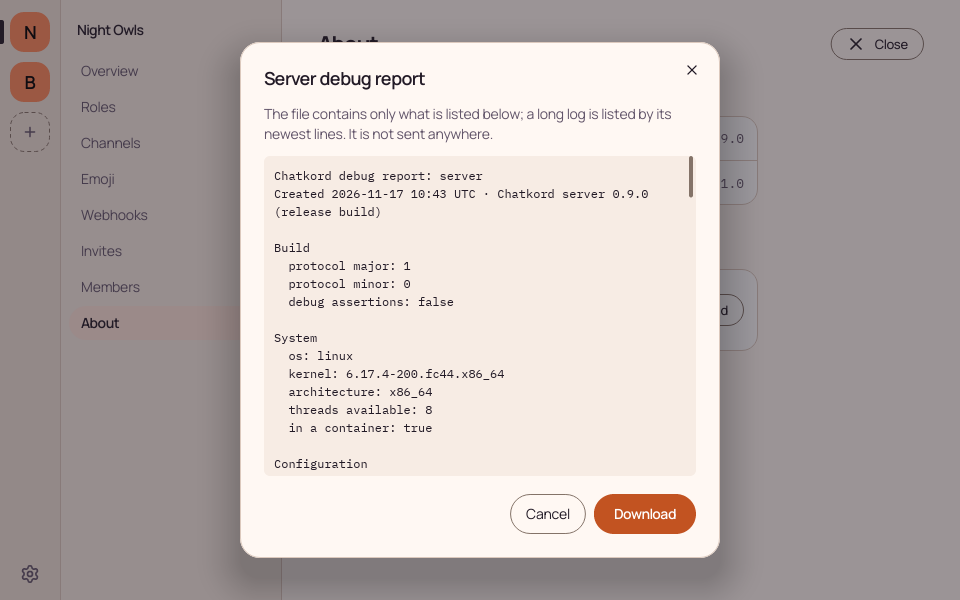 N
B
Night Owls
Overview
Roles
Channels
Emoji
Webhooks
Invites
Members
About
Close
Server debug report
The file contains only what is listed below; a long log is listed by its
newest lines. It is not sent anywhere.
Chatkord debug report: server
Created 2026-11-17 10:43 UTC · Chatkord server 0.9.0
(release build)
Build
protocol major: 1
protocol minor: 0
debug assertions: false
System
os: linux
kernel: 6.17.4-200.fc44.x86_64
architecture: x86_64
threads available: 8
in a container: true
Configuration
Cancel
Download